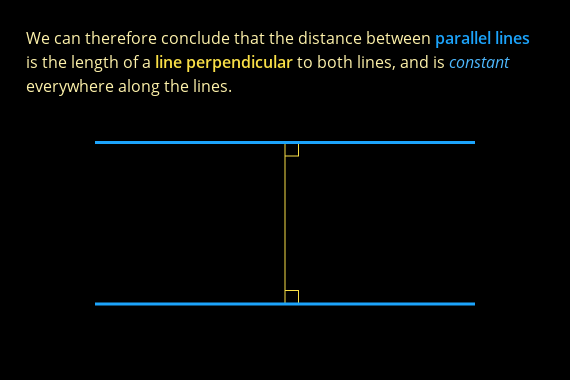 We can therefore conclude that the distance between parallel lines
is the length of a line perpendicular to both lines, and is constant
everywhere along the lines.